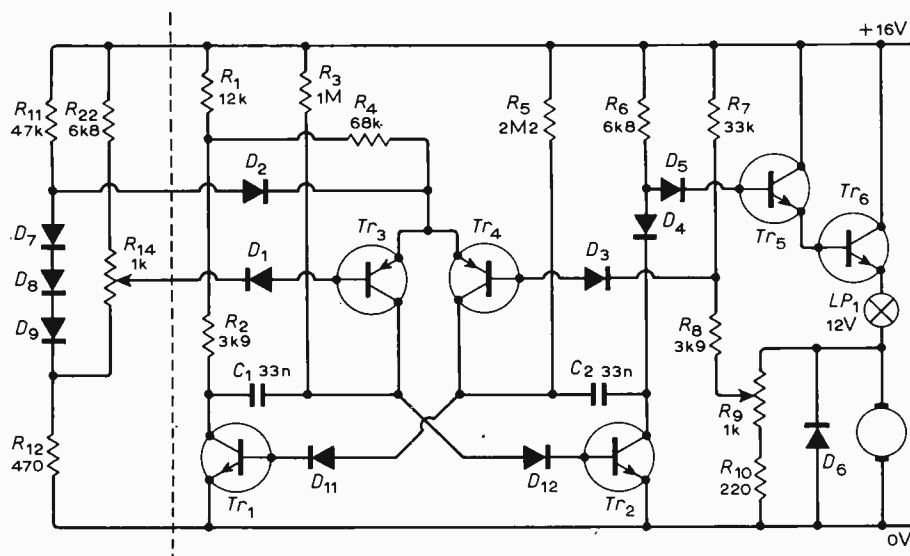 +16V
R11
47k
R22
6k8
R1
12k
R3
1M
R4
68k
R5
2M2
R6
6k8
R7
33k
D2
D5
Tr6
D7
R14
1k
D1
Tr3
Tr4
D3
D4
Tr5
D8
LP1
12V
D9
R2
3k9
R8
3k9
C1 33n
C2 33n
R9
1k
R12
470
D11
D12
R10
220
D6
Tr1
Tr2
0V